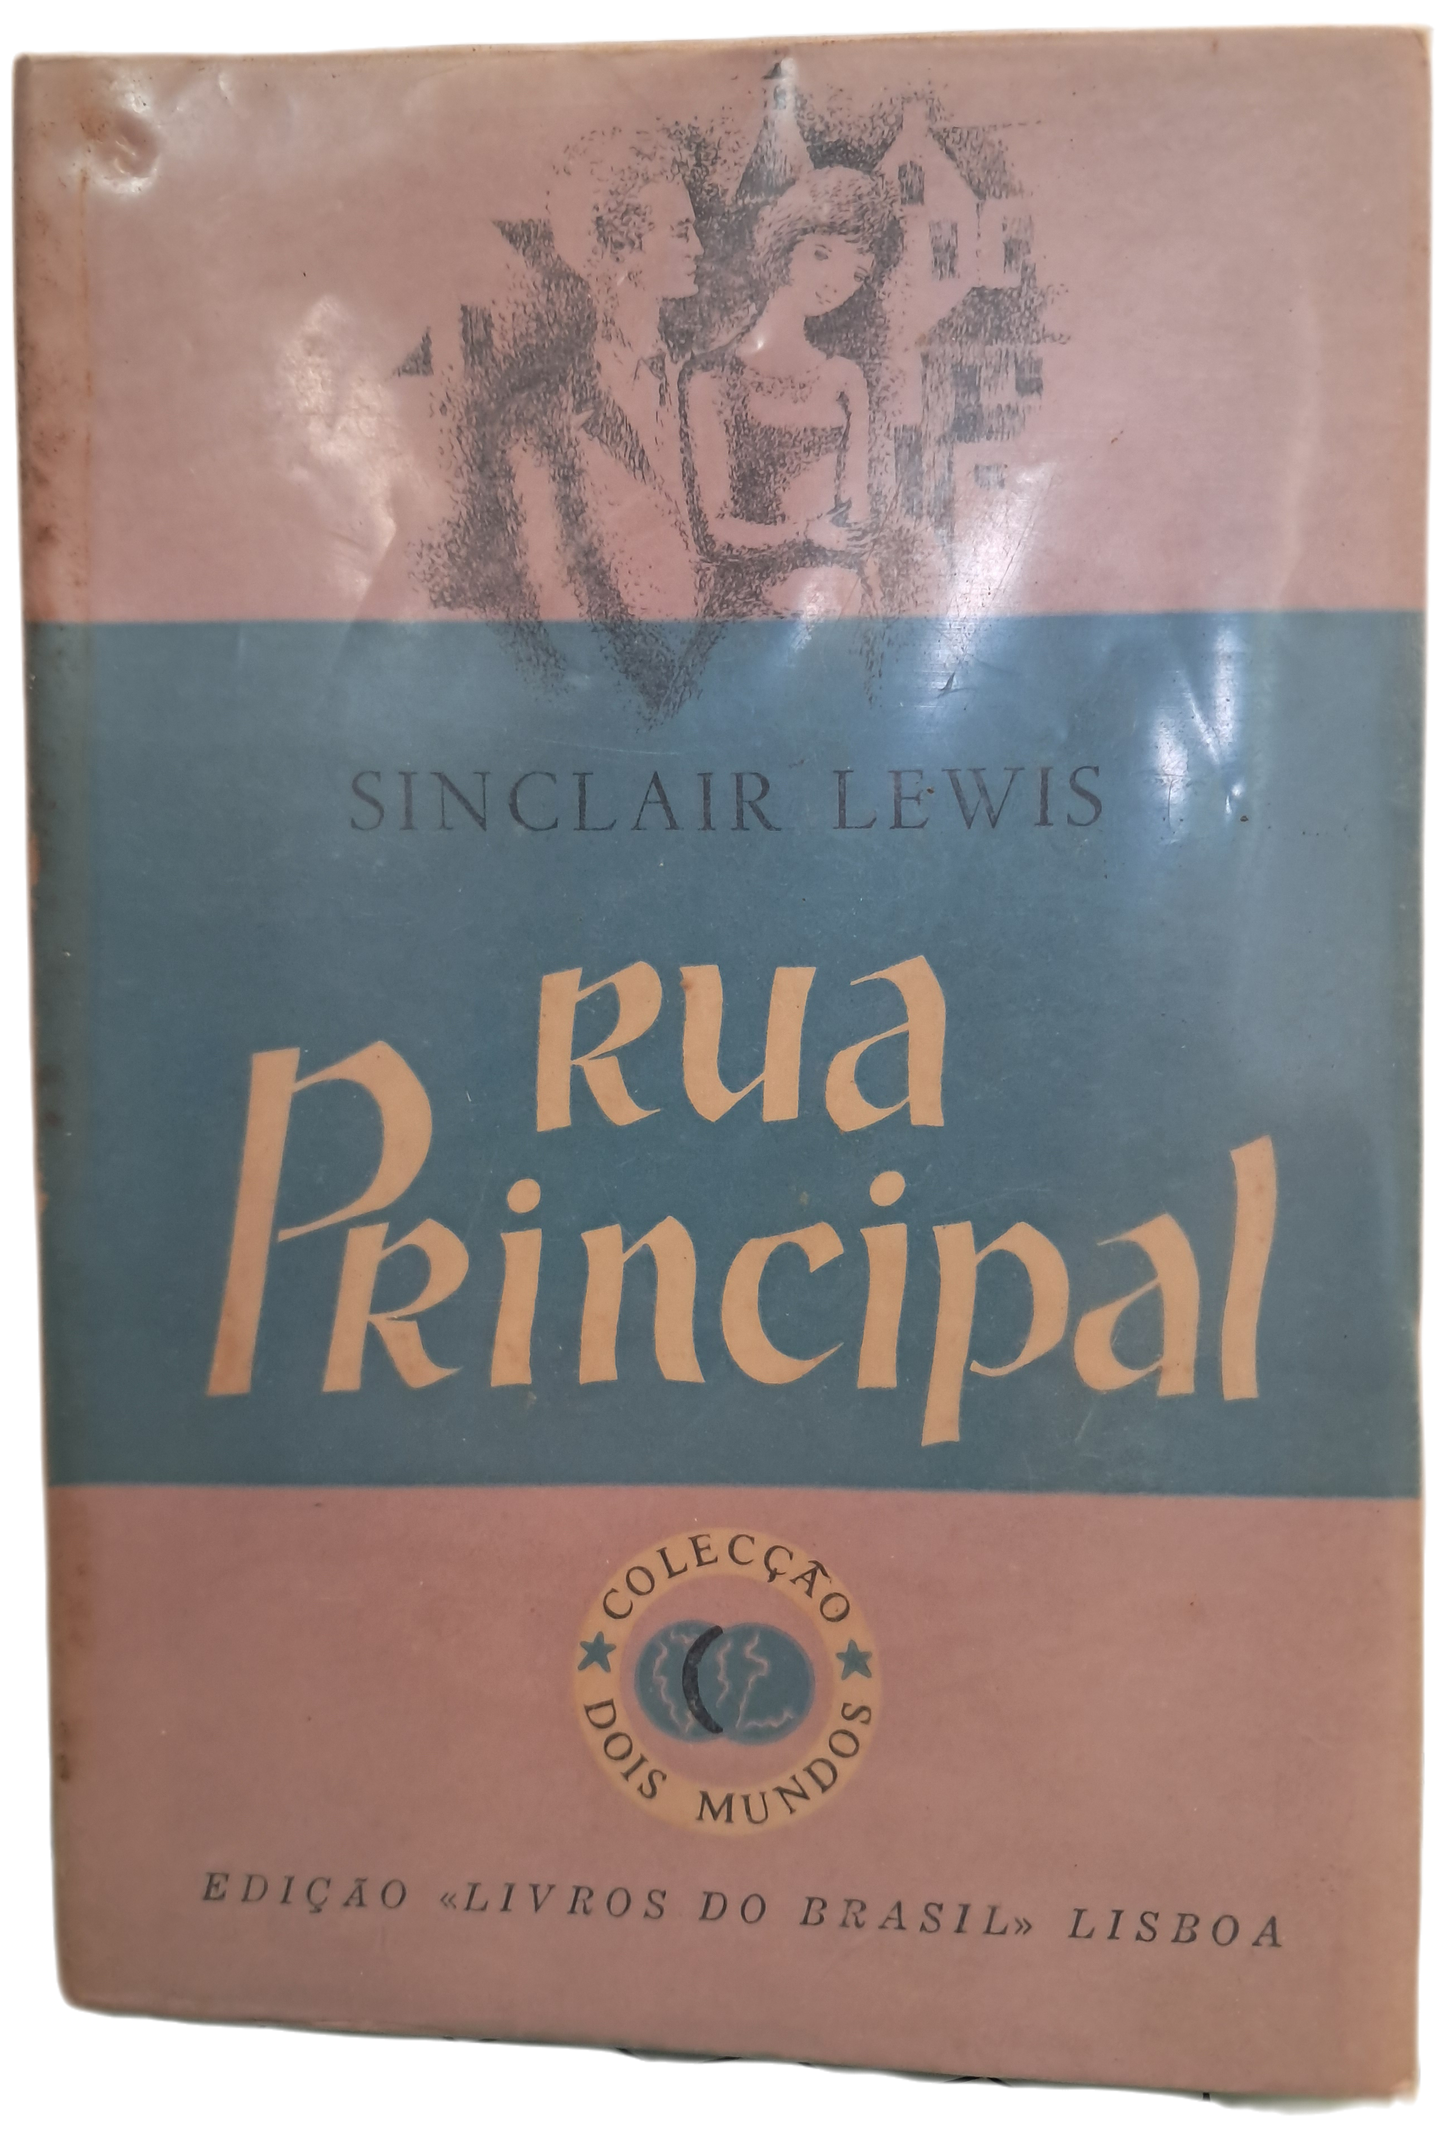 SINCLAIR LEWIS
Rua
Principal
COLECÇÃO
DOIS MUNDOS
EDIÇÃO «LIVROS DO BRASIL» LISBOA